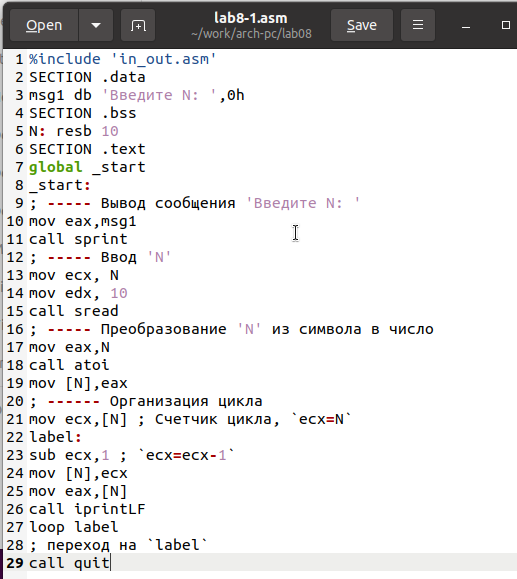 Open
lab8-1.asm
~/work/arch-pc/lab08
Save
1 %include 'in_out.asm'
2 SECTION .data
3 msg1 db 'Введите N: ',0h
4 SECTION .bss
5 N: resb 10
6 SECTION .text
7 global _start
8 _start:
9 ; ----- Вывод сообщения 'Введите N: '
10 mov eax,msg1
11 call sprint
12 ; ----- Ввод 'N'
13 mov ecx, N
14 mov edx, 10
15 call sread
16 ; ----- Преобразование 'N' из символа в число
17 mov eax,N
18 call atoi
19 mov [N],eax
20 ; ------ Организация цикла
21 mov ecx,[N] ; Счетчик цикла, `ecx=N`
22 label:
23 sub ecx,1 ; `ecx=ecx-1`
24 mov [N],ecx
25 mov eax,[N]
26 call iprintLF
27 loop label
28 ; переход на `label`
29 call quit